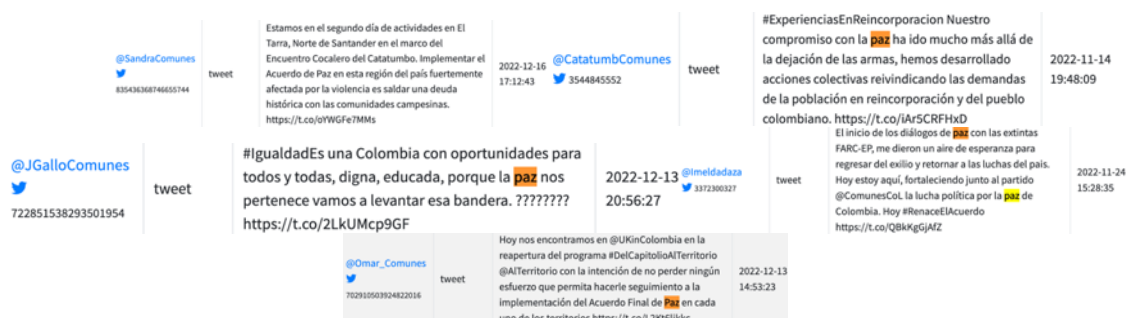 @SandraComunes
835436368746655744
tweet
Estamos en el segundo día de actividades en El
Tarra, Norte de Santander en el marco del
Encuentro Cocalero del Catatumbo. Implementar el
Acuerdo de Paz en esta región del país fuertemente
afectada por la violencia es saldar una deuda
histórica con las comunidades campesinas.
https://t.co/oYWGFe7MMs
2022-12-16
17:12:43
@CatatumbComunes
3544845552
tweet
#ExperienciasEnReincorporacion Nuestro
compromiso con la paz ha ido mucho más allá de
la dejación de las armas, hemos desarrollado
acciones colectivas reivindicando las demandas
de la población en reincorporación y del pueblo
colombiano. https://t.co/iAr5CRFHxD
2022-11-14
19:48:09
@JGalloComunes
722851538293501954
tweet
#IgualdadEs una Colombia con oportunidades para
todos y todas, digna, educada, porque la paz nos
pertenece vamos a levantar esa bandera. ????????
https://t.co/2LkUMcp9GF
2022-12-13
20:56:27
@Imeldadaza
3372300327
tweet
El inicio de los diálogos de paz con las extintas
FARC-EP, me dieron un aire de esperanza para
regresar del exilio y retornar a las luchas del pais.
Hoy estoy aquí, fortaleciendo junto al partido
@ComunesCoL la lucha política por la paz de
Colombia. Hoy #RenaceElAcuerdo
https://t.co/QBkKgGjAfZ
2022-11-24
15:28:35
@Omar_Comunes
702910503924822016
tweet
Hoy nos encontramos en @UKinColombia en la
reapertura del programa #DelCapitolioAlTerritorio
@AlTerritorio con la intención de no perder ningún
esfuerzo que permita hacerle seguimiento a la
implementación del Acuerdo Final de Paz en cada
uno de los territorios
2022-12-13
14:53:23